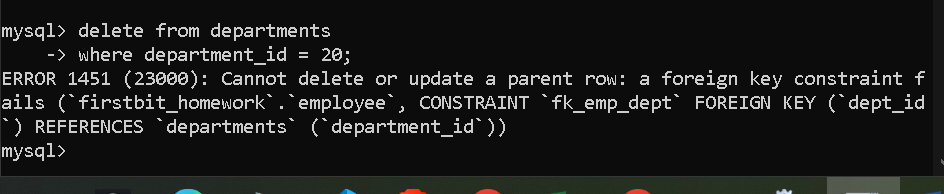 mysql> delete from departments
    -> where department_id = 20;
ERROR 1451 (23000): Cannot delete or update a parent row: a foreign key constraint f
ails (`firstbit_homework`.`employee`, CONSTRAINT `fk_emp_dept` FOREIGN KEY (`dept_id
`) REFERENCES `departments` (`department_id`))
mysql>